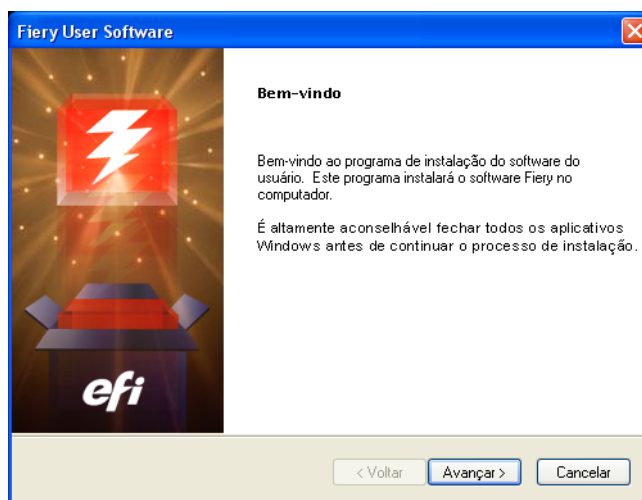 Fiery User Software
Bem-vindo
Bem-vindo ao programa de instalação do software do
usuário. Este programa instalará o software Fiery no
computador.
É altamente aconselhável fechar todos os aplicativos
Windows antes de continuar o processo de instalação.
efi
< Voltar Avançar > Cancelar